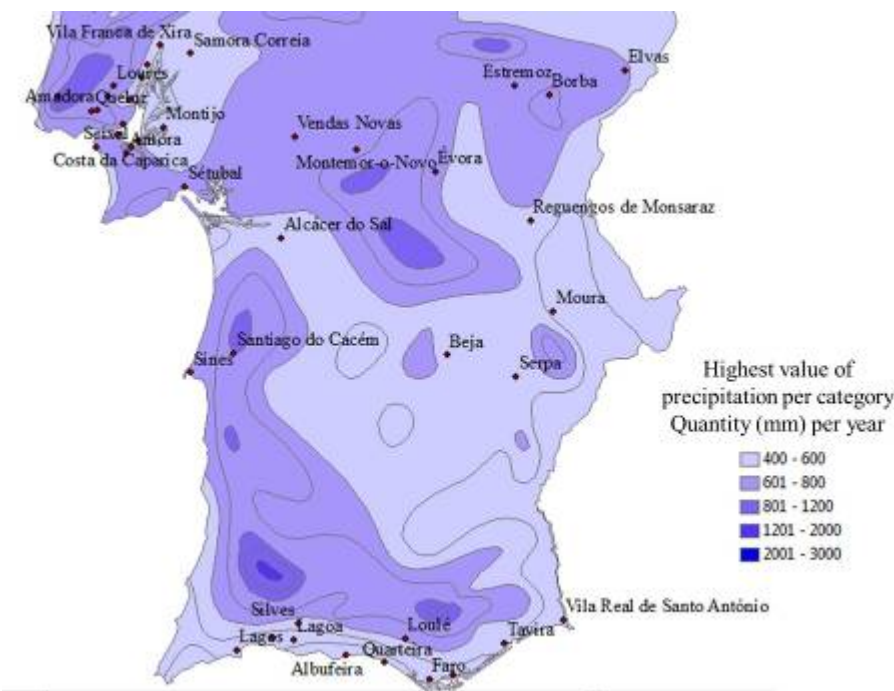 Vila Franca de Xira
Samora Correia
Elvas
Loures
Estremoz
Borba
Amadora
Queluz
Montijo
Vendas Novas
Seixal
Amora
Montemor-o-Novo
Évora
Costa da Caparica
Sétubal
Reguengos de Monsaraz
Alcácer do Sal
Moura
Santiago do Cacém
Beja
Sines
Serpa
Highest value of
precipitation per category
Quantity (mm) per year
400 - 600
601 - 800
801 - 1200
1201 - 2000
2001 - 3000
Silves
Vila Real de Santo António
Lagoa
Loulé
Tavira
Lagos
Quarteira
Albufeira
Faro